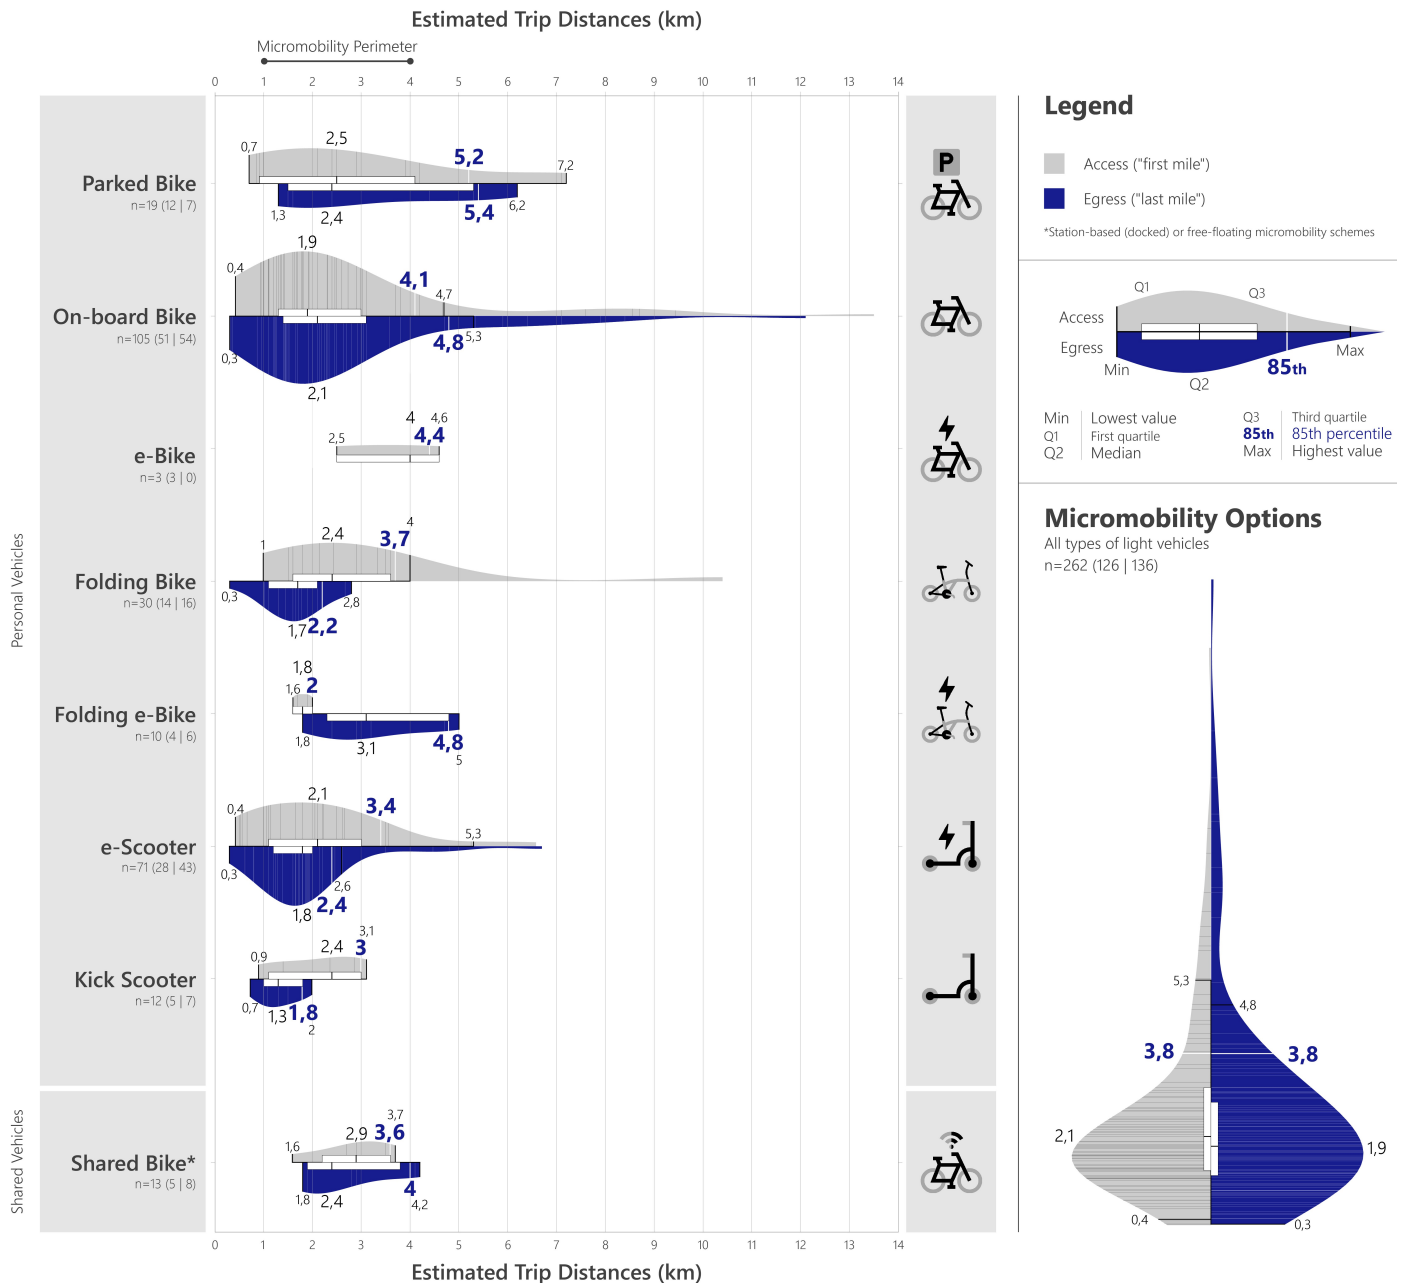 Estimated Trip Distances (km)
Micromobility Perimeter
0 1 2 3 4 5 6 7 8 9 10 11 12 13 14
Personal Vehicles
Parked Bike
n=19 (12 | 7)
0,7 2,5 5,2 7,2
1,3 2,4 5,4 6,2
P
On-board Bike
n=105 (51 | 54)
0,4 1,9 4,1 4,7
0,3 2,1 4,8 5,3
e-Bike
n=3 (3 | 0)
2,5 4 4,4 4,6
Folding Bike
n=30 (14 | 16)
1 2,4 3,7 4
0,3 1,7 2,2 2,8
Folding e-Bike
n=10 (4 | 6)
1,6 1,8 2
1,8 3,1 4,8 5
e-Scooter
n=71 (28 | 43)
0,4 2,1 3,4 5,3
0,3 1,8 2,4 2,6
Kick Scooter
n=12 (5 | 7)
0,9 2,4 3 3,1
0,7 1,3 1,8 2
Shared Vehicles
Shared Bike*
n=13 (5 | 8)
1,6 2,9 3,6 3,7
1,8 2,4 4 4,2
0 1 2 3 4 5 6 7 8 9 10 11 12 13 14
Estimated Trip Distances (km)
Legend
Access ("first mile")
Egress ("last mile")
*Station-based (docked) or free-floating micromobility schemes
Q1 Q3
Access
Egress
Min Q2 85th Max
Min Lowest value
Q1 First quartile
Q2 Median
Q3 Third quartile
85th 85th percentile
Max Highest value
Micromobility Options
All types of light vehicles
n=262 (126 | 136)
5,3 4,8
3,8 3,8
2,1 1,9
0,4 0,3